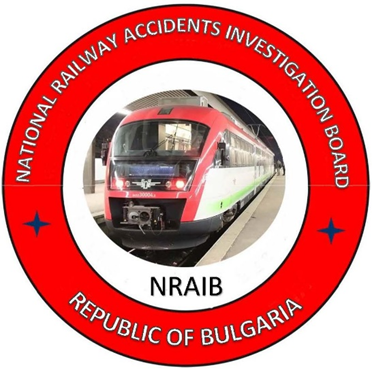 NATIONAL RAILWAY ACCIDENTS INVESTIGATION BOARD
NRAIB
REPUBLIC OF BULGARIA